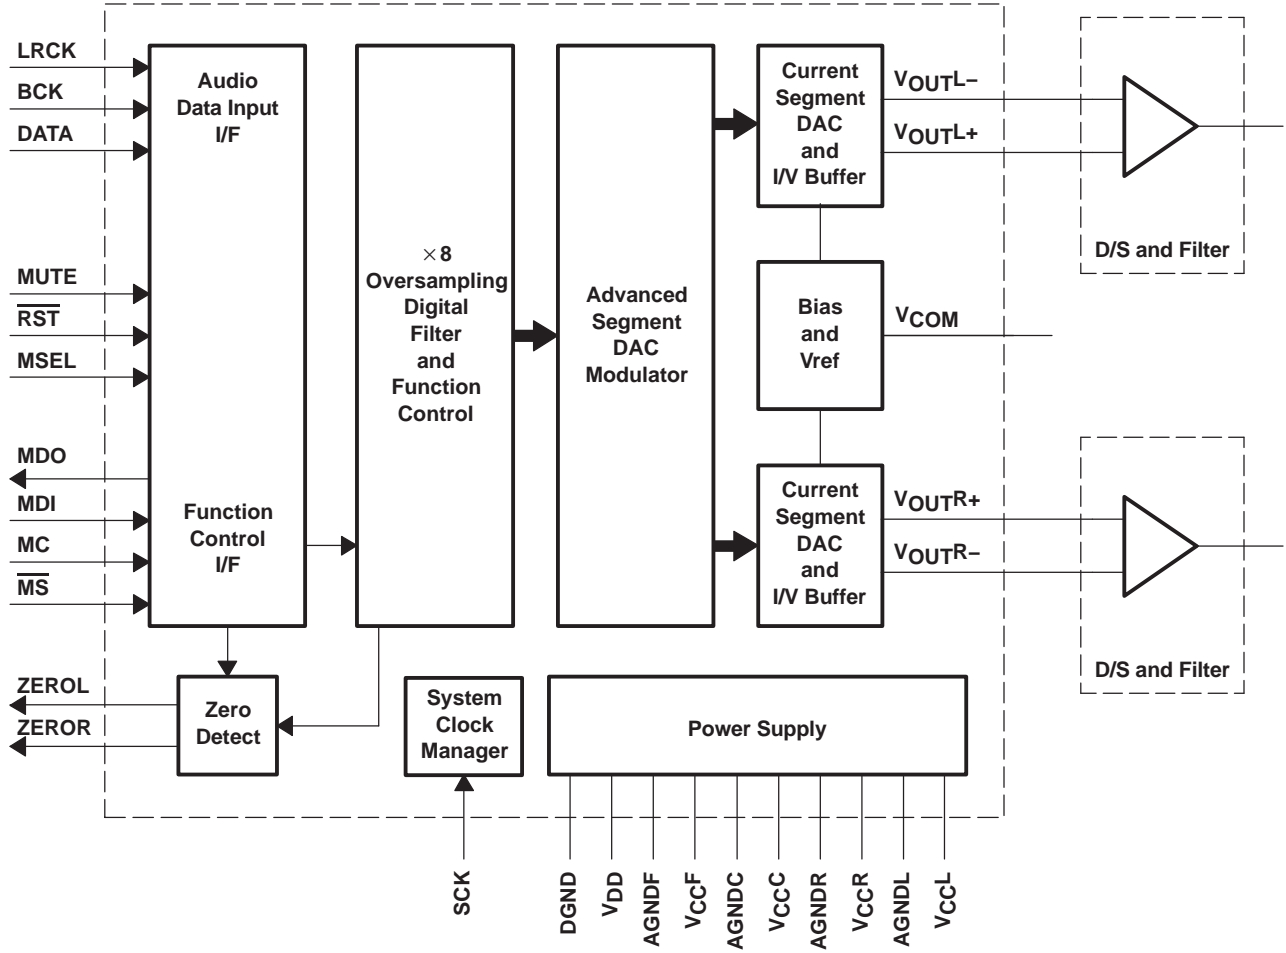 LRCK
BCK
DATA
MUTE
RST
MSEL
MDO
MDI
MC
MS
ZEROL
ZEROR
Audio
Data Input
I/F
Function
Control
I/F
×8
Oversampling
Digital
Filter
and
Function
Control
Advanced
Segment
DAC
Modulator
Current
Segment
DAC
and
I/V Buffer
Bias
and
Vref
Current
Segment
DAC
and
I/V Buffer
VOUTL–
VOUTL+
VCOM
VOUTR+
VOUTR–
D/S and Filter
D/S and Filter
Zero
Detect
System
Clock
Manager
Power Supply
SCK
DGND
VDD
AGNDF
VCCF
AGNDC
VCCC
AGNDR
VCCR
AGNDL
VCCL